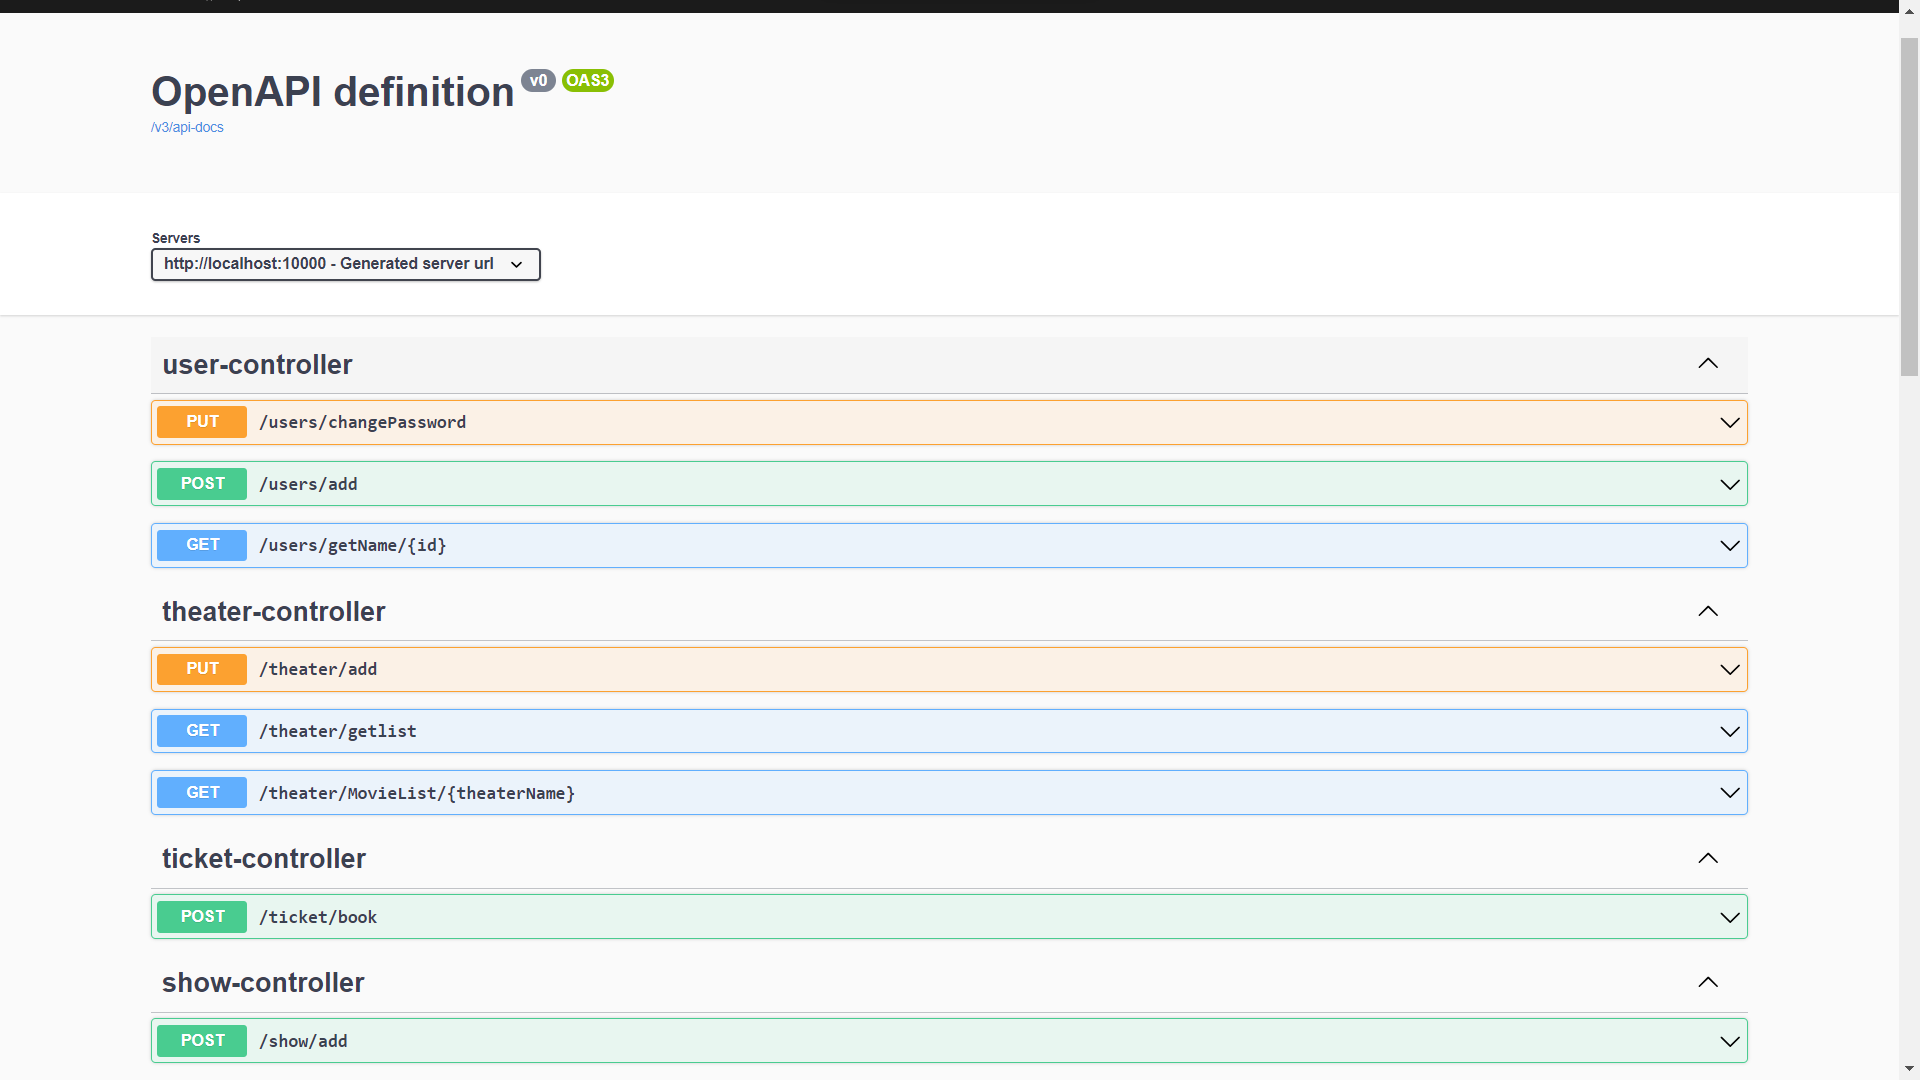 OpenAPI definition v0 OAS3
/v3/api-docs
Servers
http://localhost:10000 - Generated server url
user-controller
PUT /users/changePassword
POST /users/add
GET /users/getName/{id}
theater-controller
PUT /theater/add
GET /theater/getlist
GET /theater/MovieList/{theaterName}
ticket-controller
POST /ticket/book
show-controller
POST /show/add